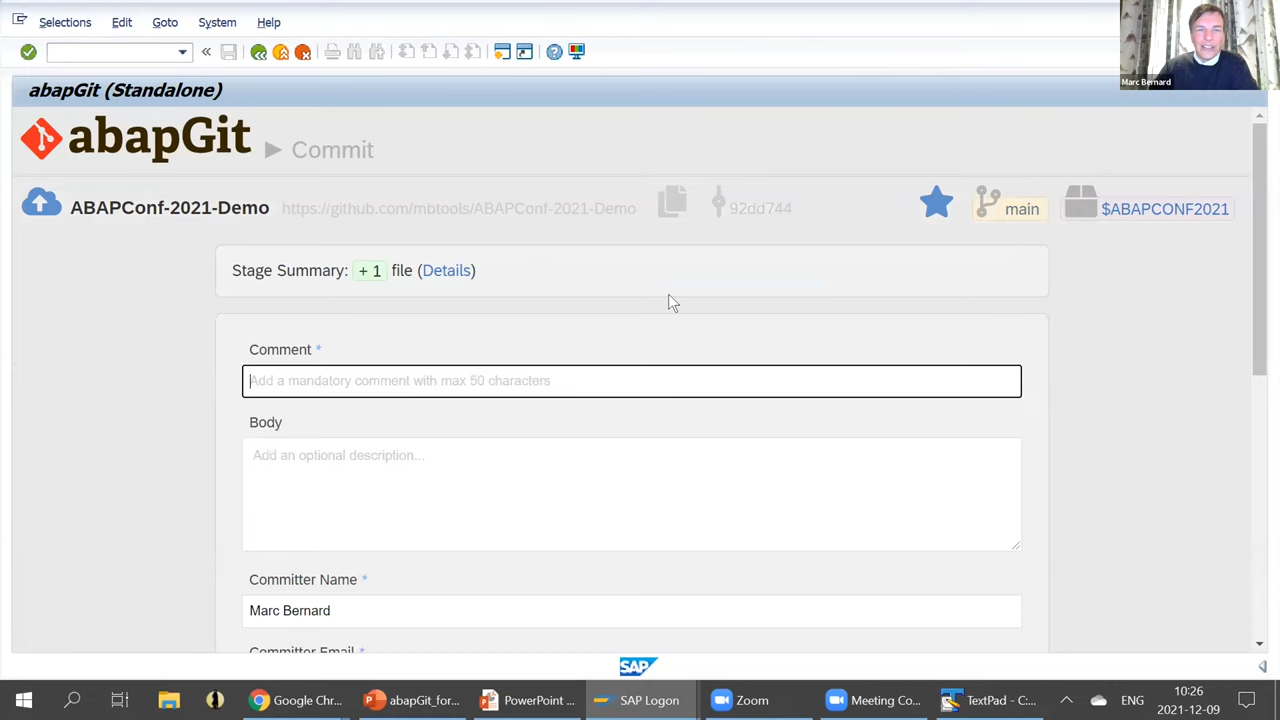 Selections Edit Goto System Help
Marc Bernard
abapGit (Standalone)
abapGit Commit
ABAPConf-2021-Demo https://github.com/mbtools/ABAPConf-2021-Demo 92dd744 main $ABAPCONF2021
Stage Summary: + 1 file (Details)
Comment *
Add a mandatory comment with max 50 characters
Body
Add an optional description...
Committer Name *
Marc Bernard
Committer Email *
SAP
Google Chr... abapGit_for... PowerPoint ... SAP Logon Zoom Meeting Co... TextPad - C:... ENG 10:26
2021-12-09